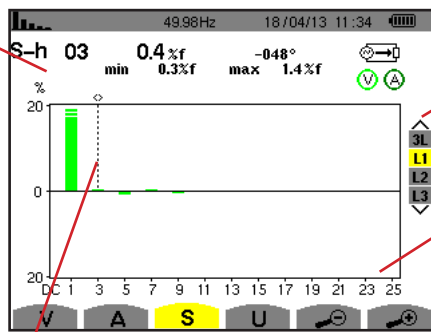 49.98Hz 18/04/13 11:34
S-h 03 0.4%f -048°
min 0.3%f max 1.4%f
V A
%
20
3L
L1
L2
L3
0
20
DC 1 3 5 7 9 11 13 15 17 19 21 23 25
V A S U